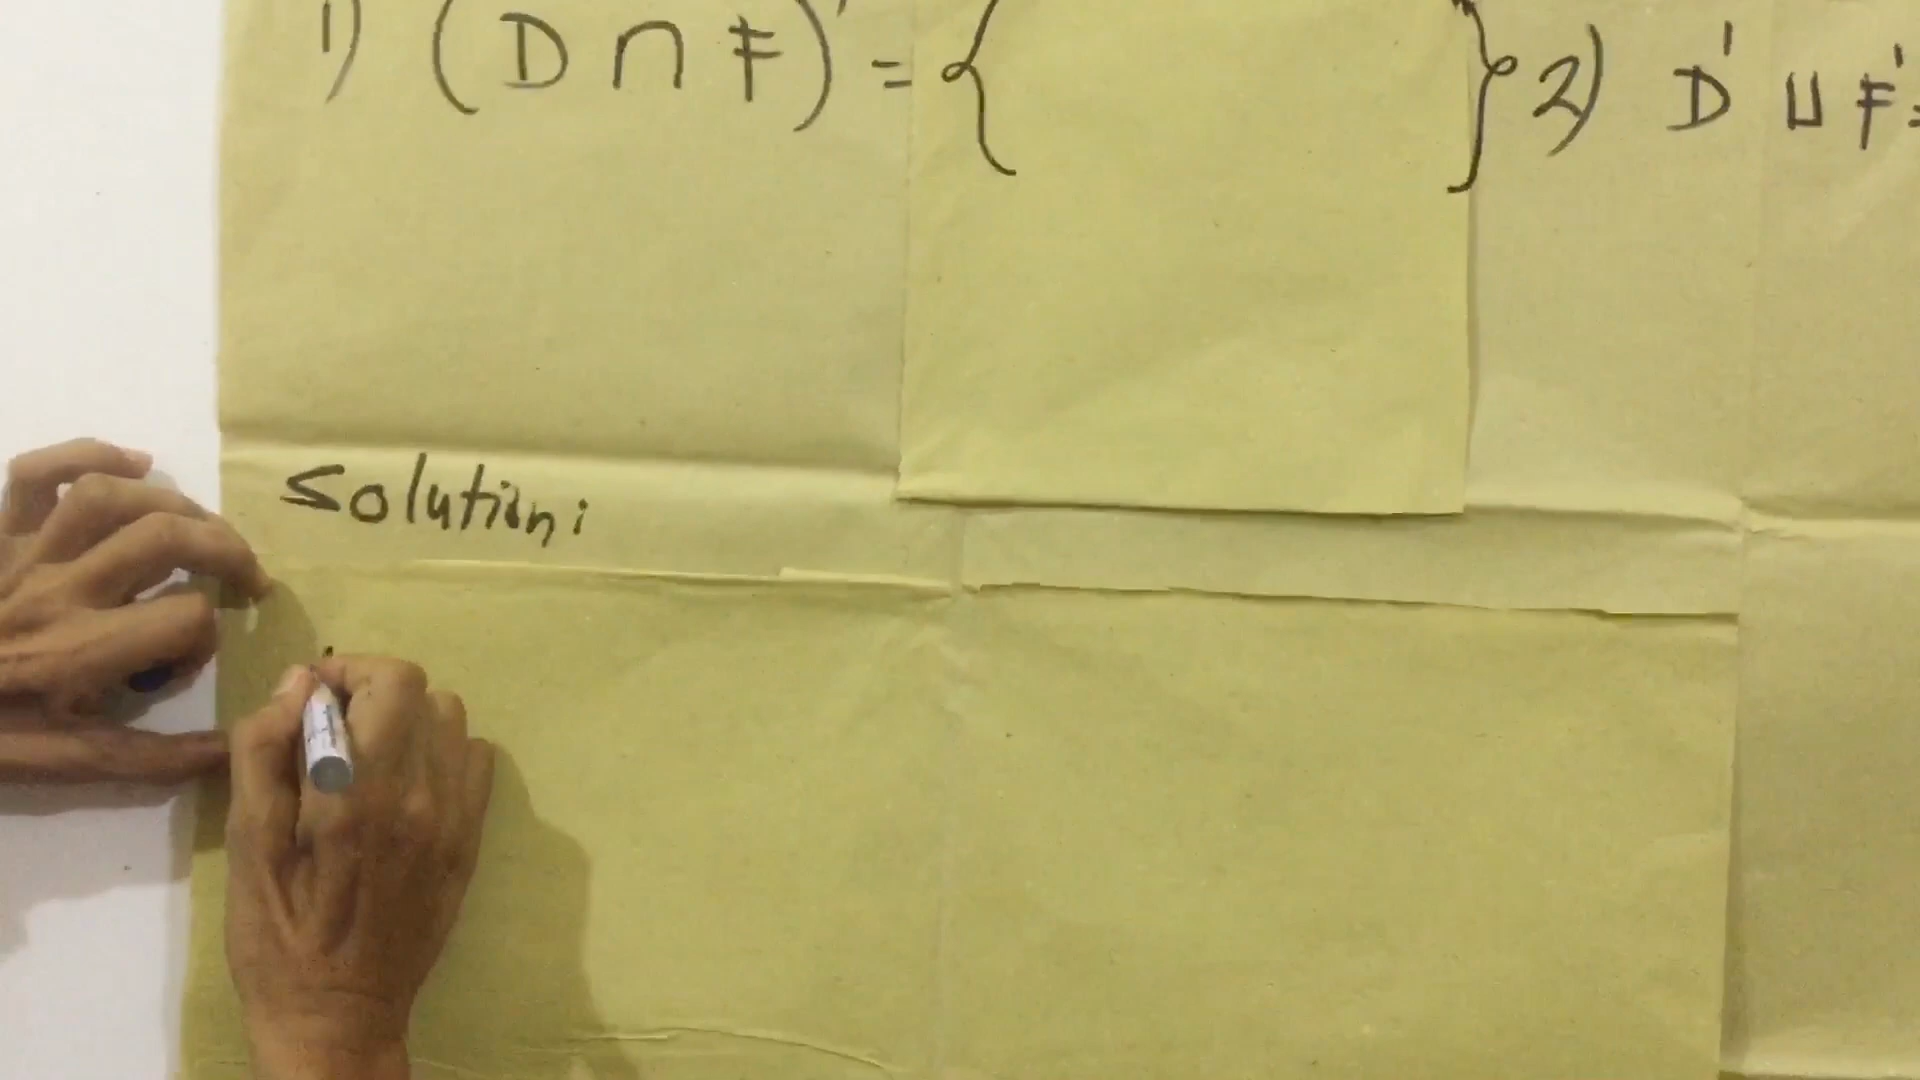 1) (D ∩ F)' = { } 2) D' ∪ F' =
Solution: